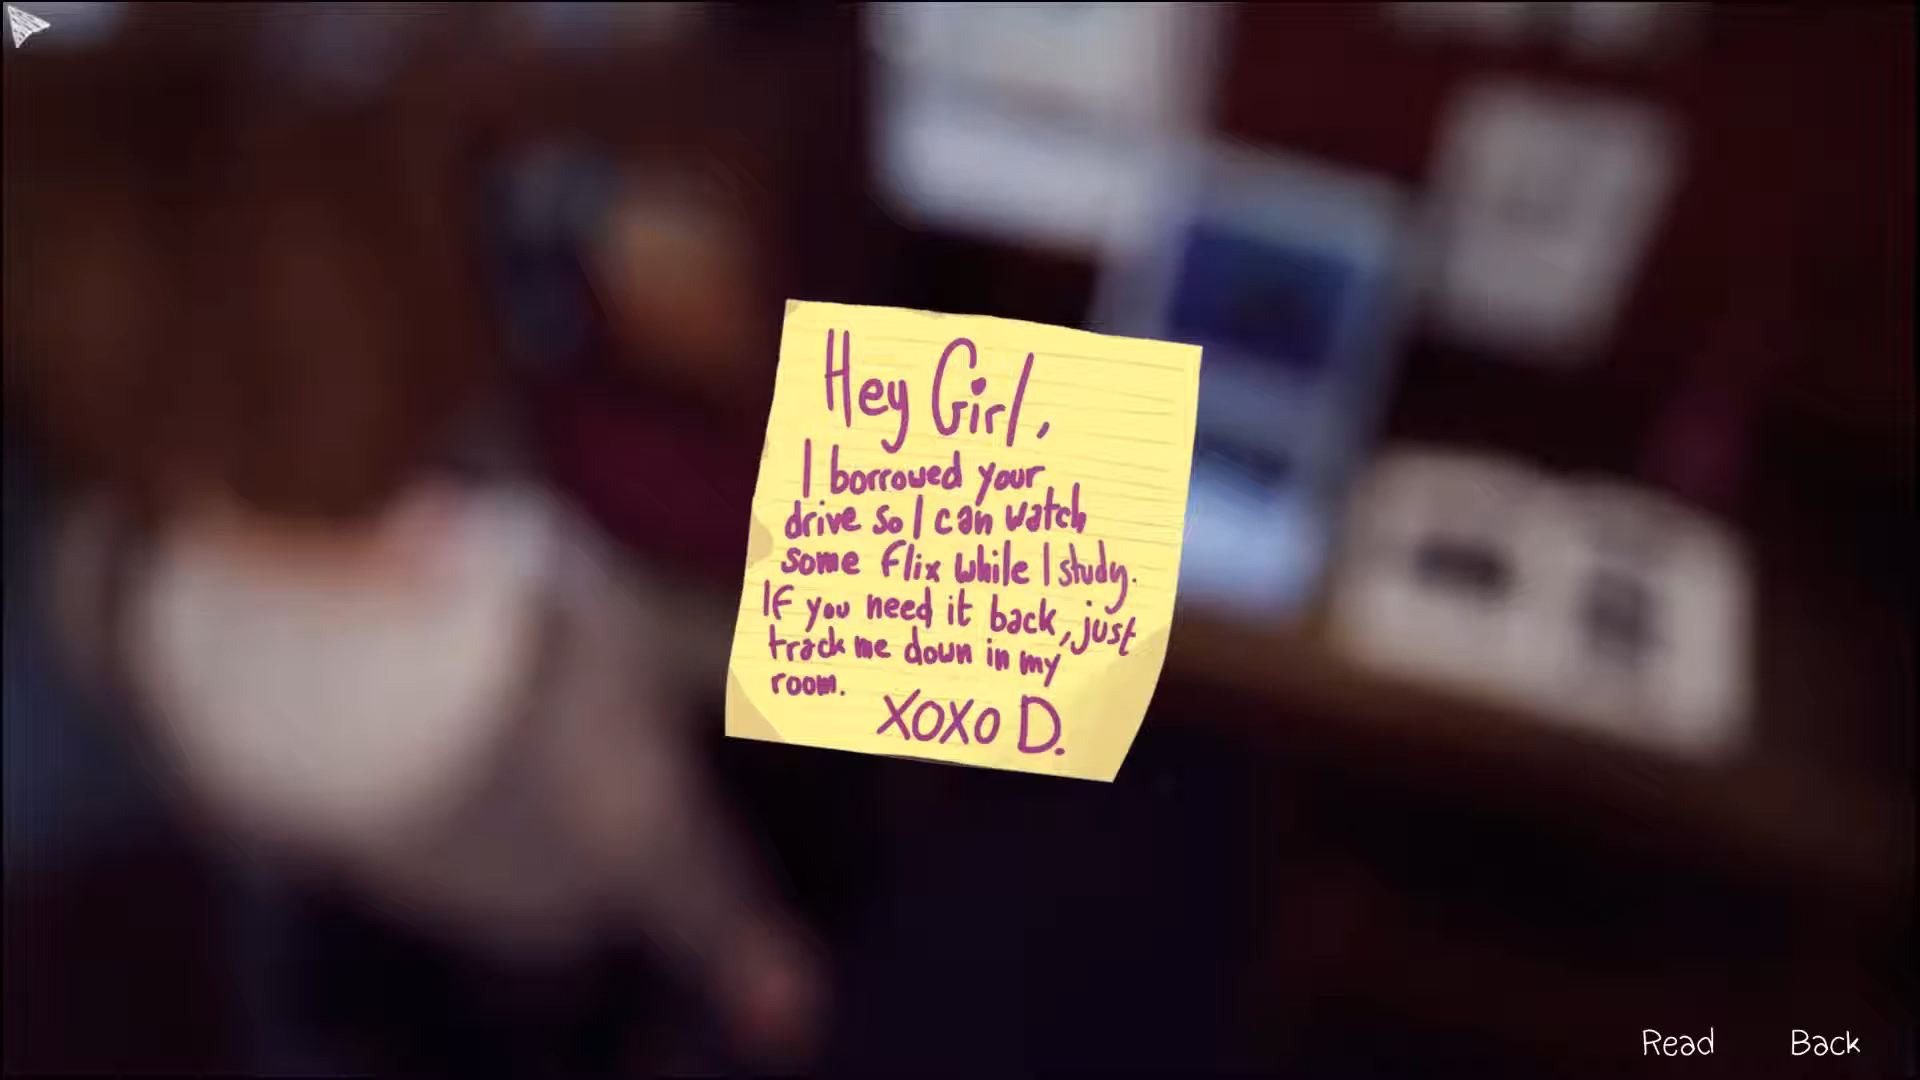 Hey Girl,
I borrowed your
drive so I can watch
some flix while I study.
If you need it back, just
track me down in my
room.
XOXO D.
Read Back